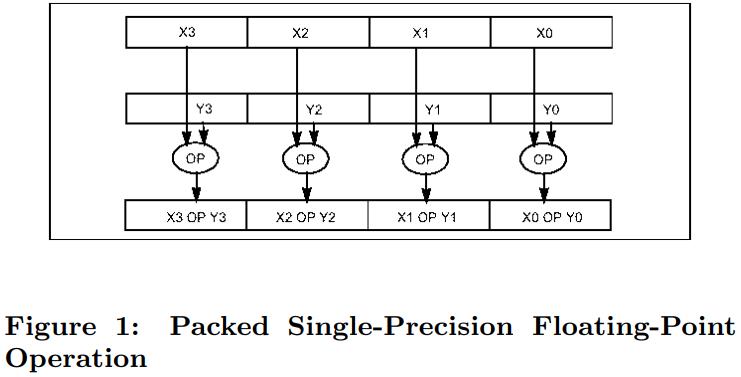 X3 X2 X1 X0
Y3 Y2 Y1 Y0
OP OP OP OP
X3 OP Y3 X2 OP Y2 X1 OP Y1 X0 OP Y0
Figure 1: Packed Single-Precision Floating-Point
Operation